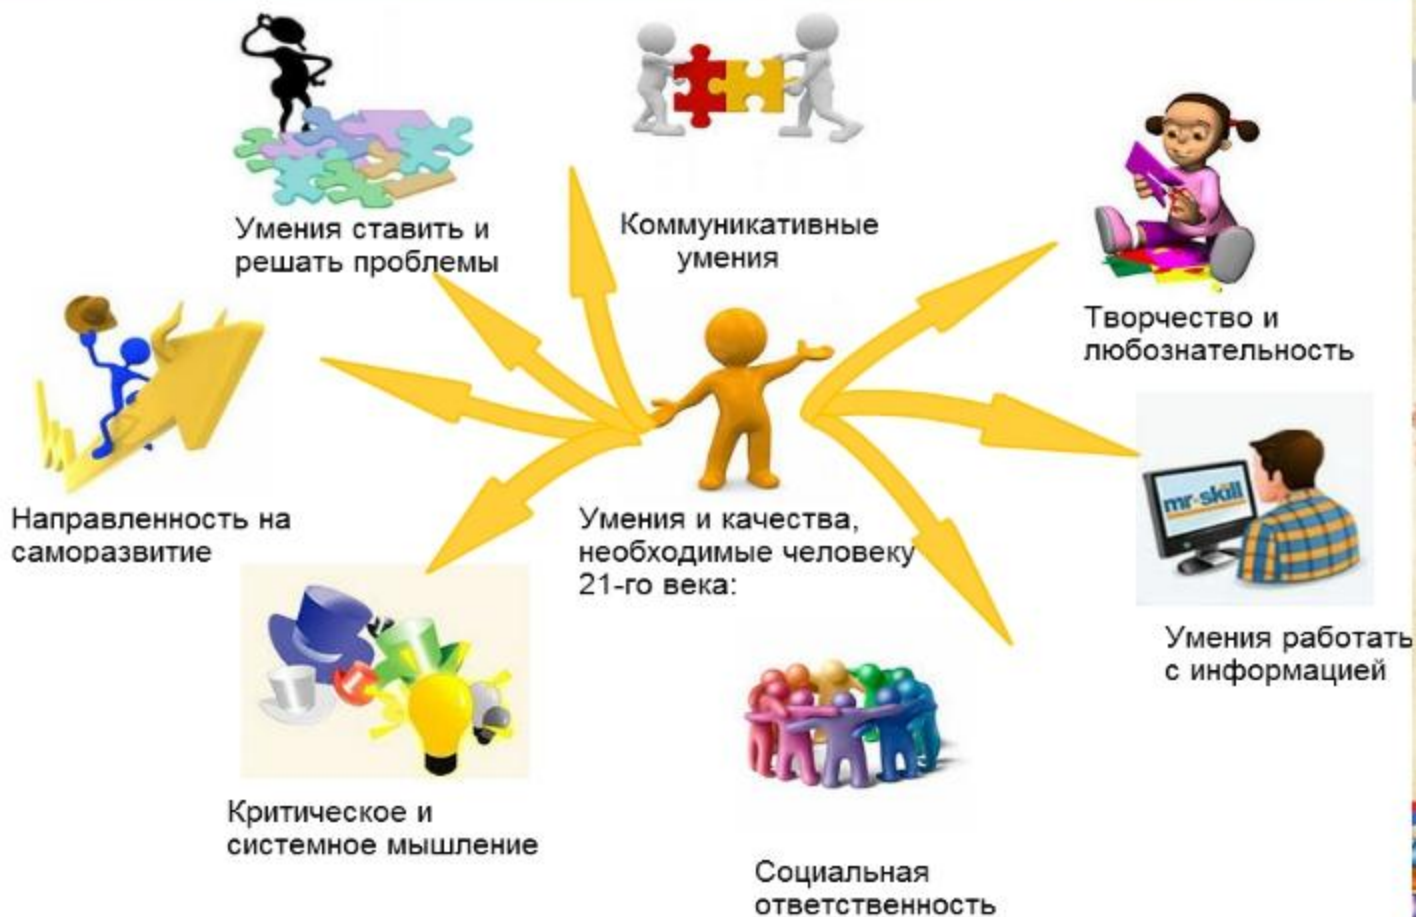 Умения ставить и
решать проблемы
Коммуникативные
умения
Творчество и
любознательность
Направленность на
саморазвитие
Умения и качества,
необходимые человеку
21-го века:
mr-skill
Умения работать
с информацией
Критическое и
системное мышление
Социальная
ответственность